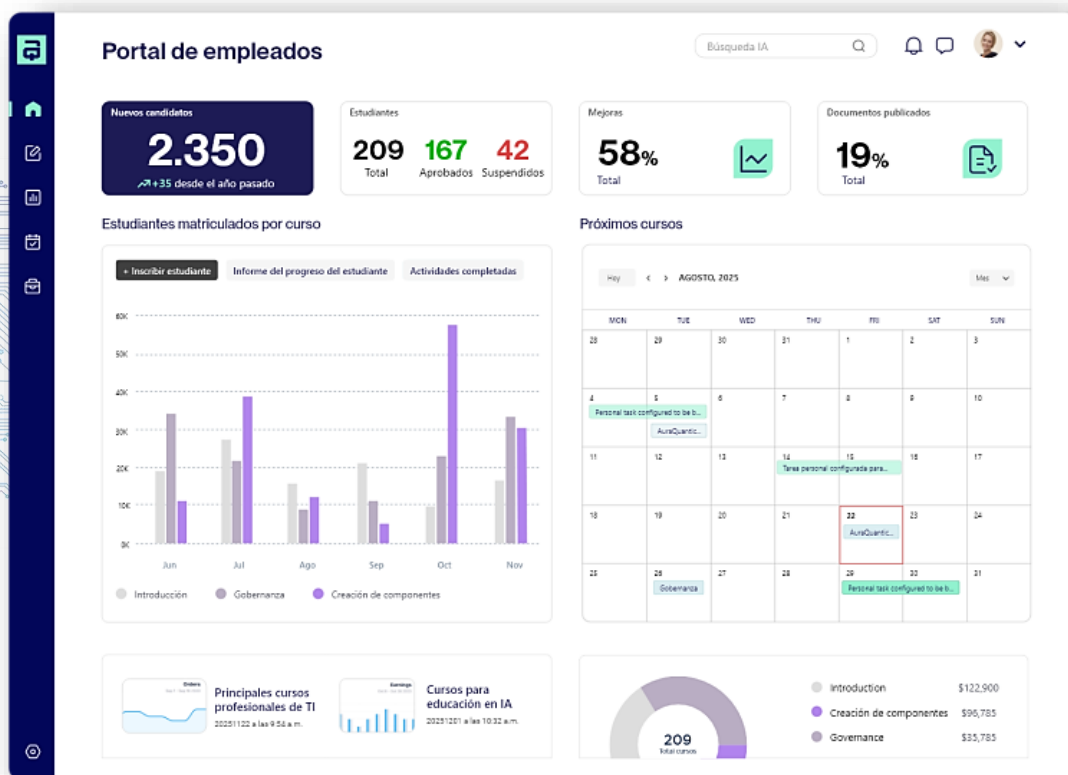 Portal de empleados
Búsqueda IA
Nuevos candidatos
2.350
+35 desde el año pasado
Estudiantes
209 167 42
Total Aprobados Suspendidos
Mejoras
58%
Total
Documentos publicados
19%
Total
Estudiantes matriculados por curso
+ Inscribir estudiante Informe del progreso del estudiante Actividades completadas
60K
50K
40K
30K
20K
10K
0K
Jun Jul Ago Sep Oct Nov
Introducción Gobernanza Creación de componentes
Próximos cursos
Hoy < > AGOSTO, 2025 Mes
MON TUE WED THU FRI SAT SUN
28 29 30 31 1 2 3
4 5 6 7 8 9 10
Personal task configured to be b...
AuraQuantic...
11 12 13 14 15 16 17
Tarea personal configurada para...
18 19 20 21 22 23 24
AuraQuantic...
25 26 27 28 29 30 31
Gobernanza Personal task configured to be b...
Orders
Principales cursos
profesionales de TI
20251122 a las 9:54 a.m.
Earnings
Cursos para
educación en IA
20251201 a las 10:32 a.m.
209
Total cursos
Introduction $122,900
Creación de componentes $96,785
Governance $35,785